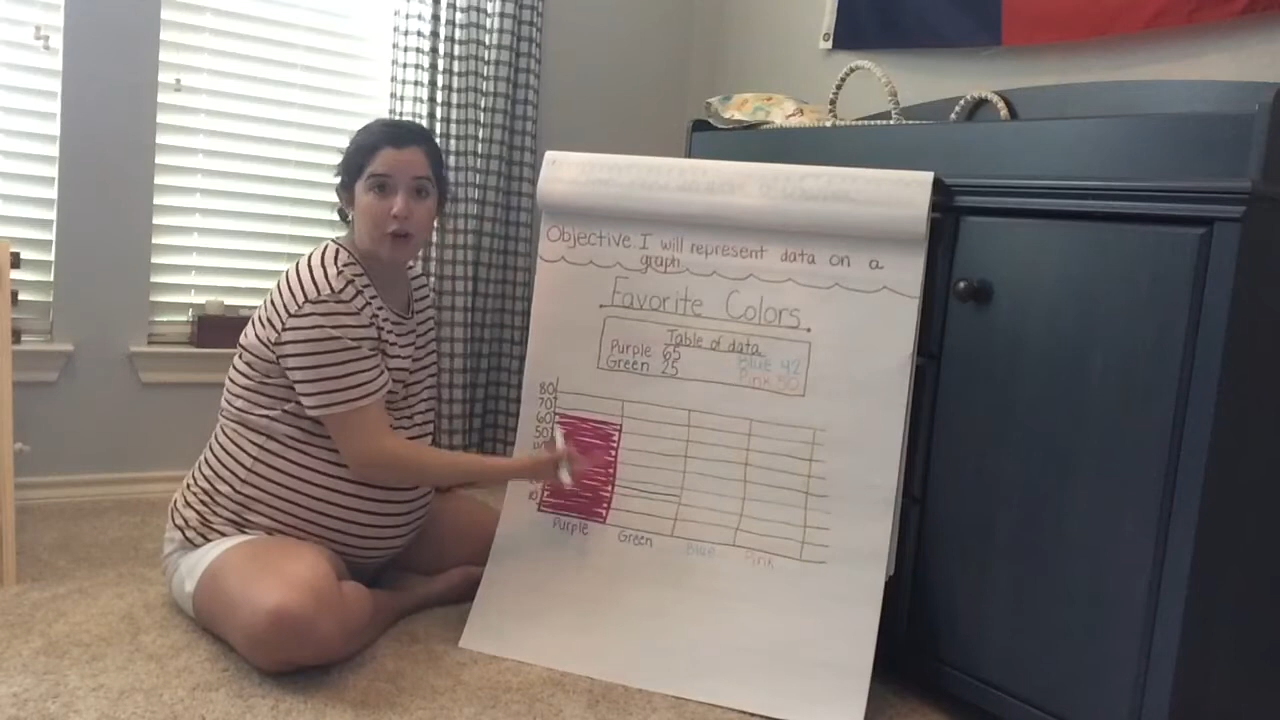 Objective: I will represent data on a
graph.
Favorite Colors
Table of data
Purple 65 Blue 42
Green 25 Pink 50
80
70
60
50
10
Purple Green Blue Pink